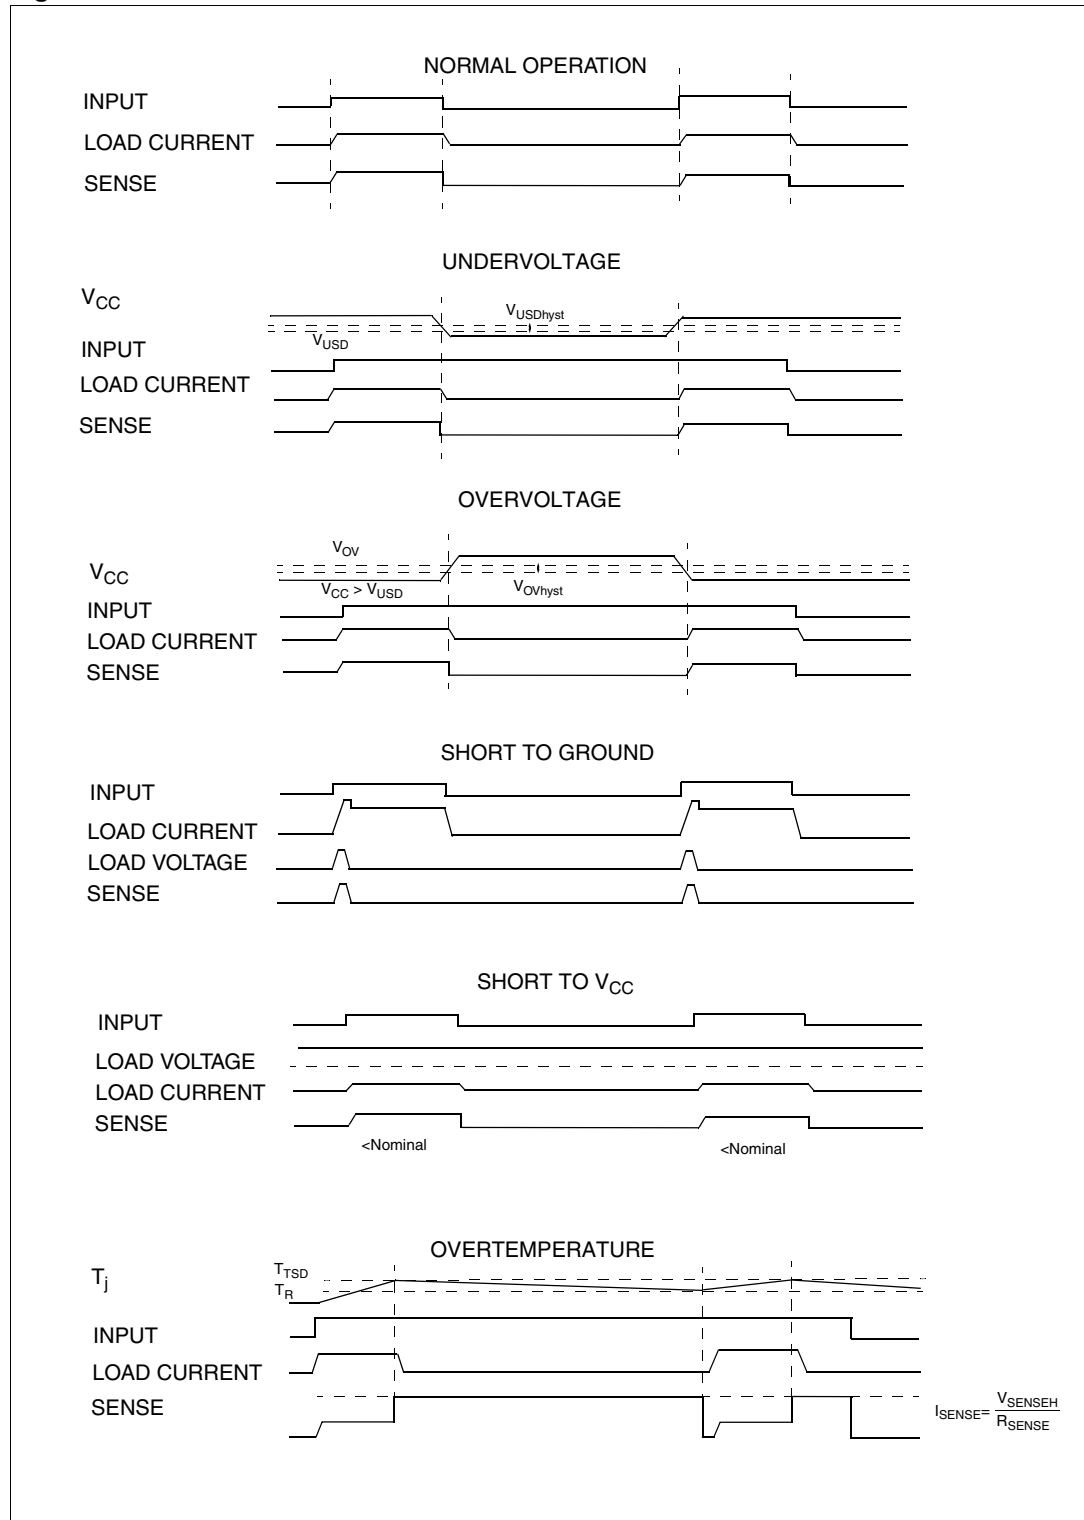 NORMAL OPERATION
INPUT
LOAD CURRENT
SENSE
UNDERVOLTAGE
VCC
VUSDhyst
VUSD
INPUT
LOAD CURRENT
SENSE
OVERVOLTAGE
VOV
VCC
VCC > VUSD
VOVhyst
INPUT
LOAD CURRENT
SENSE
SHORT TO GROUND
INPUT
LOAD CURRENT
LOAD VOLTAGE
SENSE
SHORT TO VCC
INPUT
LOAD VOLTAGE
LOAD CURRENT
SENSE
<Nominal
<Nominal
OVERTEMPERATURE
Tj
TTSD
TR
INPUT
LOAD CURRENT
SENSE
ISENSE= VSENSEH
RSENSE